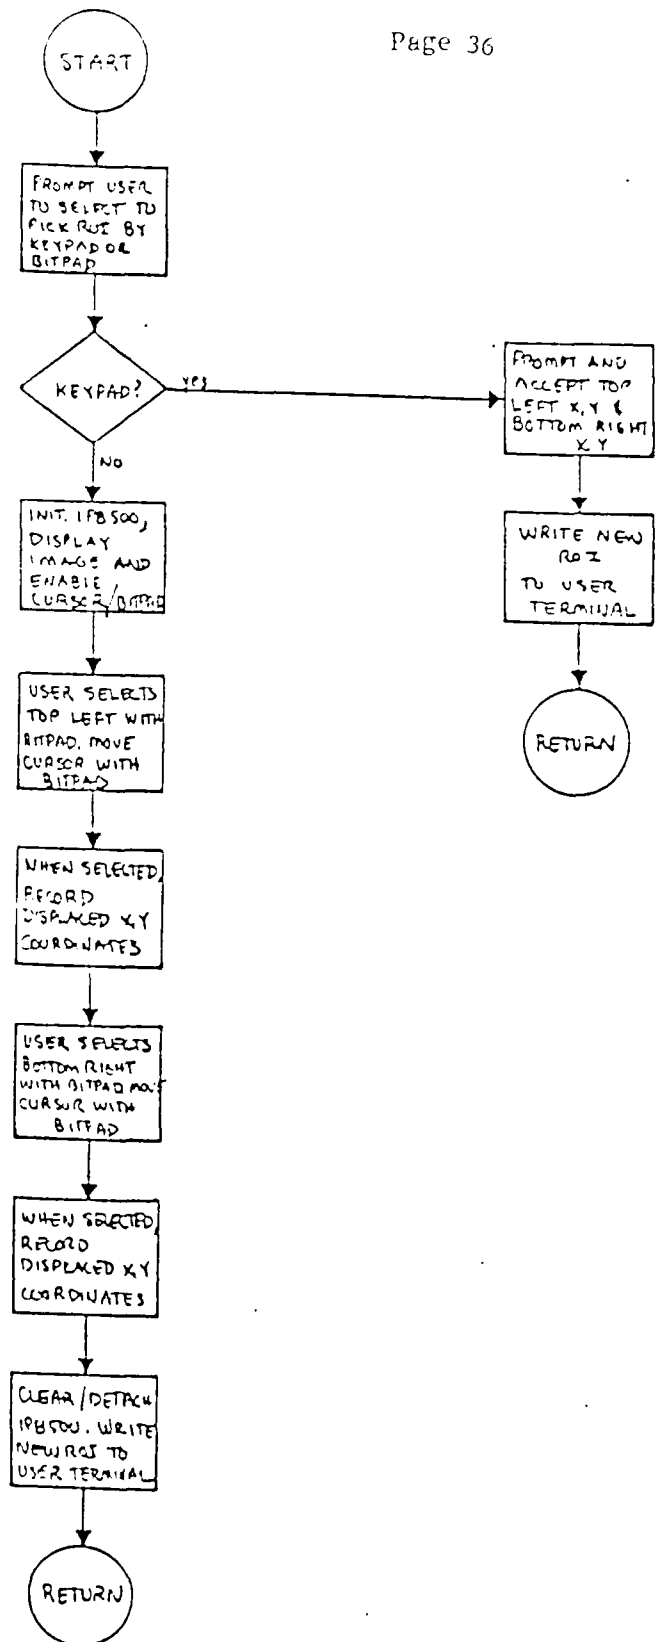 Page 36
START
PROMPT USER
TO SELECT TO
PICK ROI BY
KEYPAD OR
BITPAD
KEYPAD?
Yes
NO
PROMPT AND
ACCEPT TOP
LEFT X, Y &
BOTTOM RIGHT
X, Y
WRITE NEW
ROI
TO USER
TERMINAL
RETURN
INIT. IP8500,
DISPLAY
IMAGE AND
ENABLE
CURSOR/BITPAD
USER SELECTS
TOP LEFT WITH
BITPAD. MOVE
CURSOR WITH
BITPAD
WHEN SELECTED,
RECORD
DISPLACED X,Y
COORDINATES
USER SELECTS
BOTTOM RIGHT
WITH BITPAD MOVE
CURSOR WITH
BITPAD
WHEN SELECTED,
RECORD
DISPLACED X,Y
COORDINATES
CLEAR/DETACH
IP8500. WRITE
NEW ROI TO
USER TERMINAL
RETURN